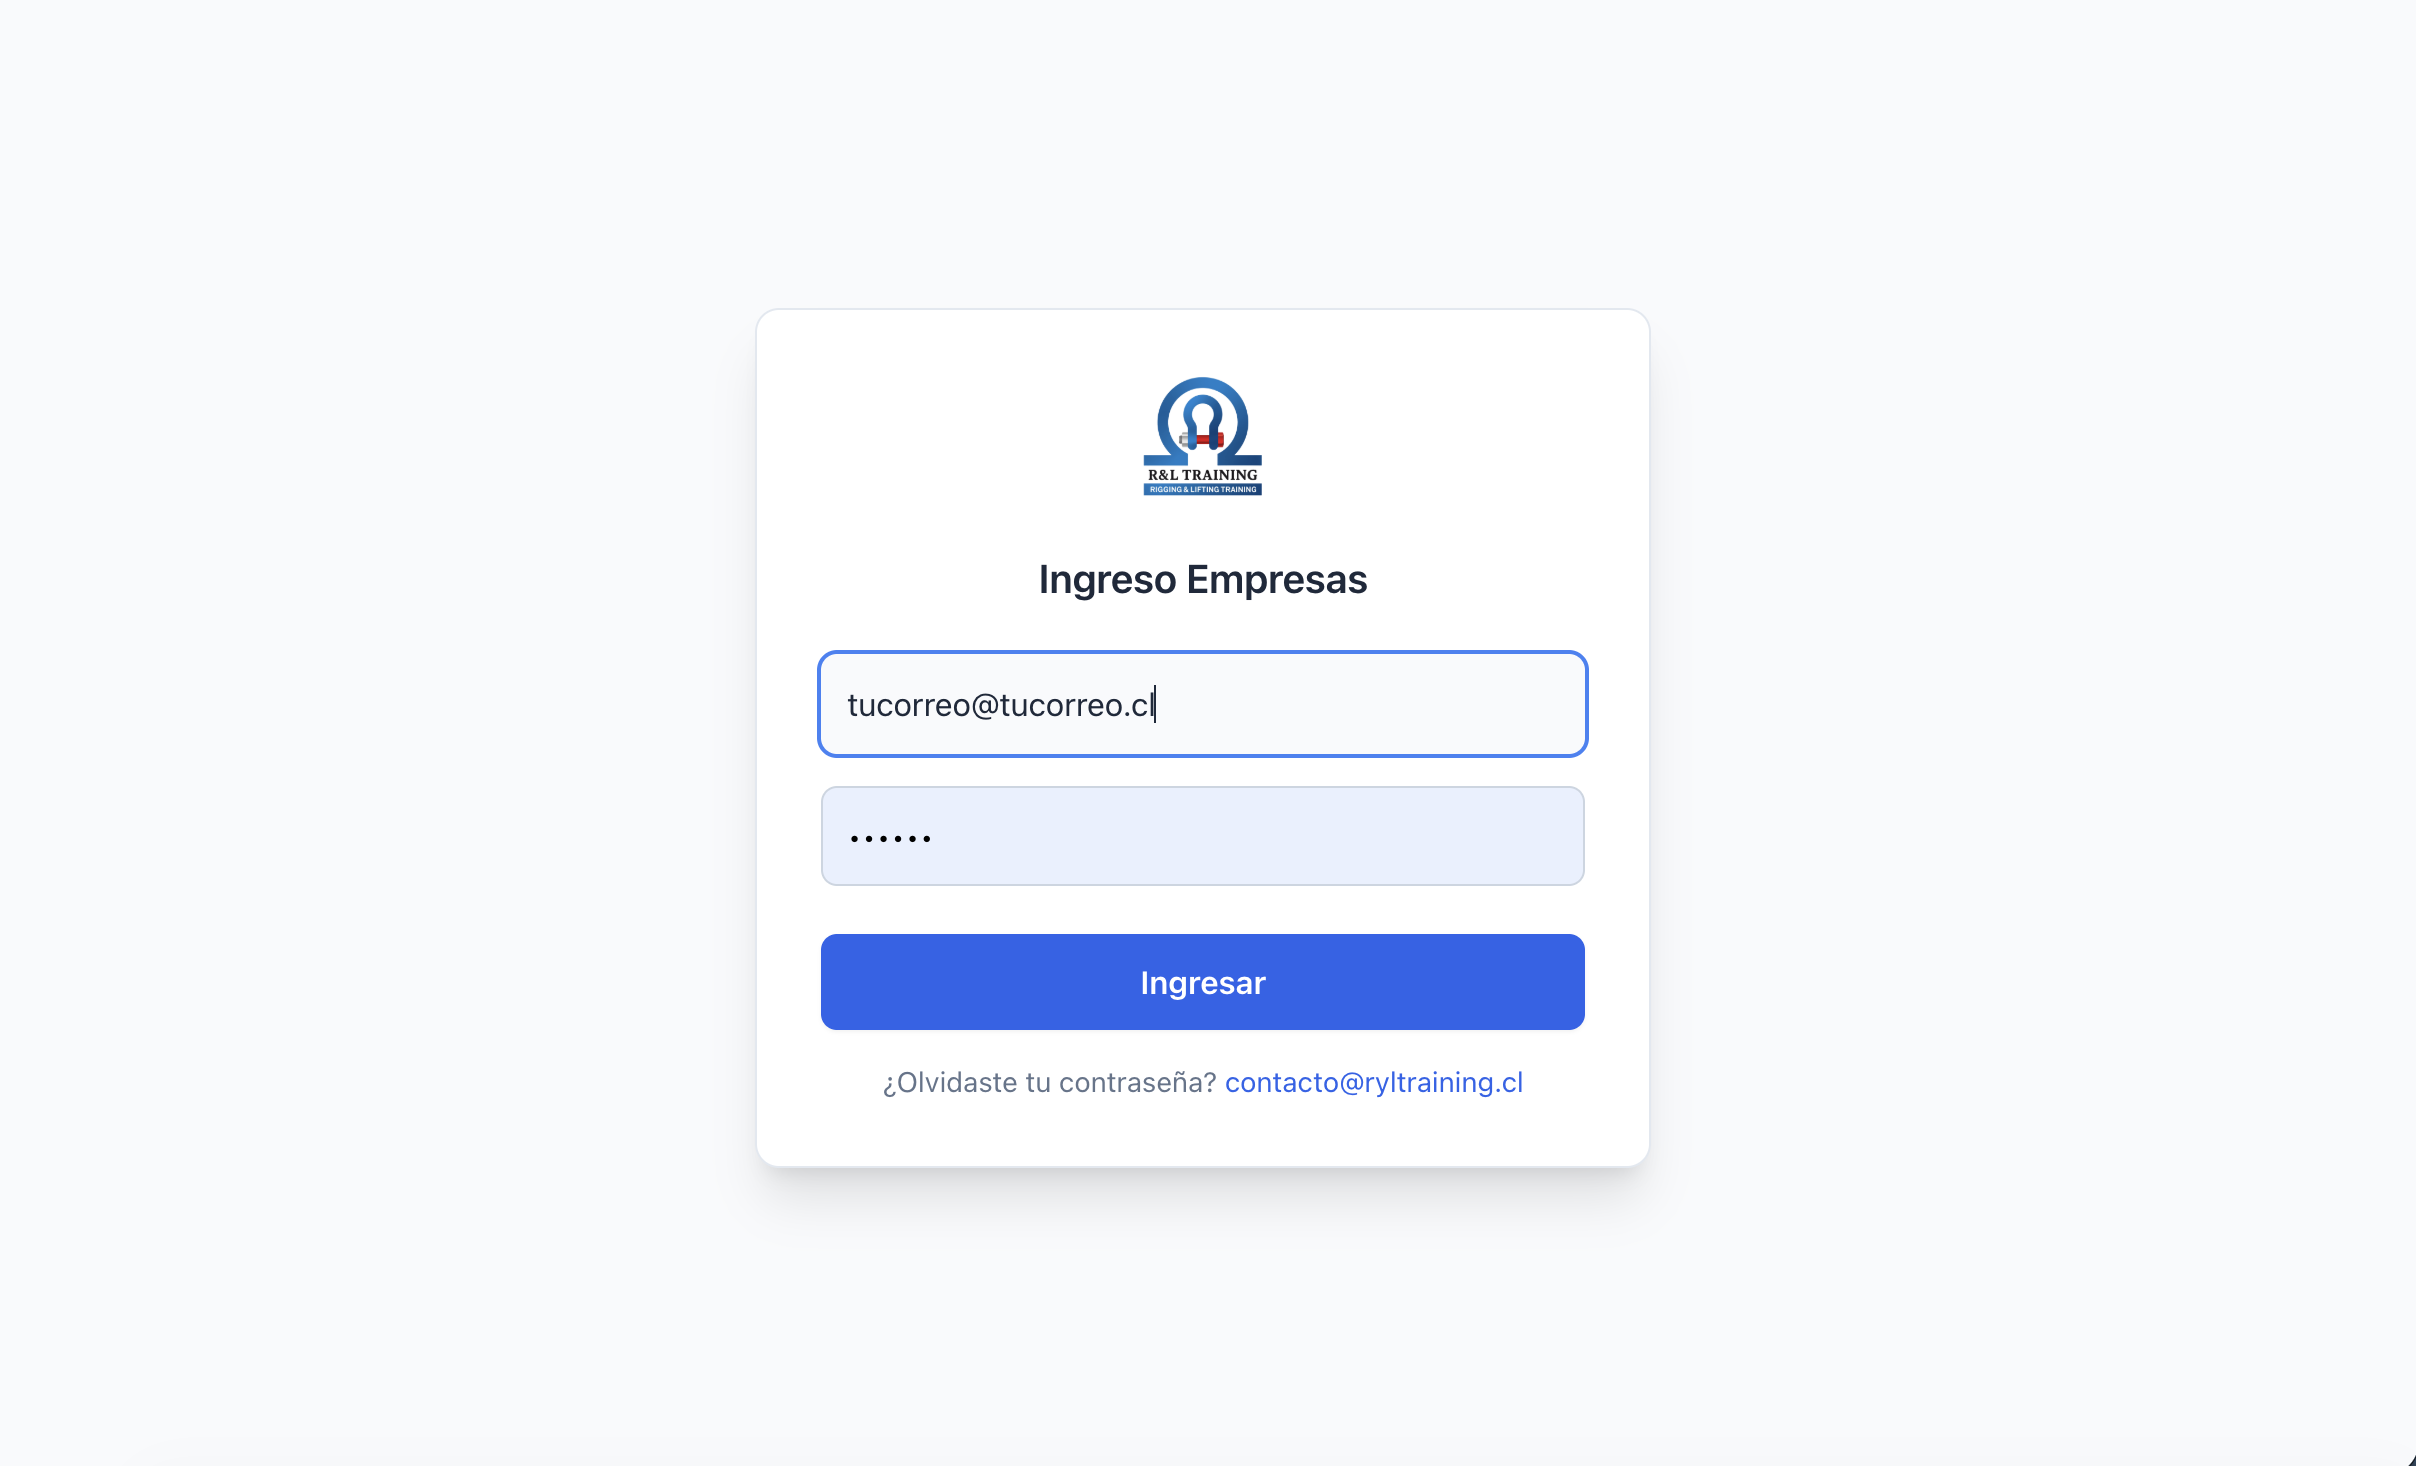 R&L TRAINING
RIGGING & LIFTING TRAINING
Ingreso Empresas
tucorreo@tucorreo.cl
••••••
Ingresar
¿Olvidaste tu contraseña? contacto@ryltraining.cl